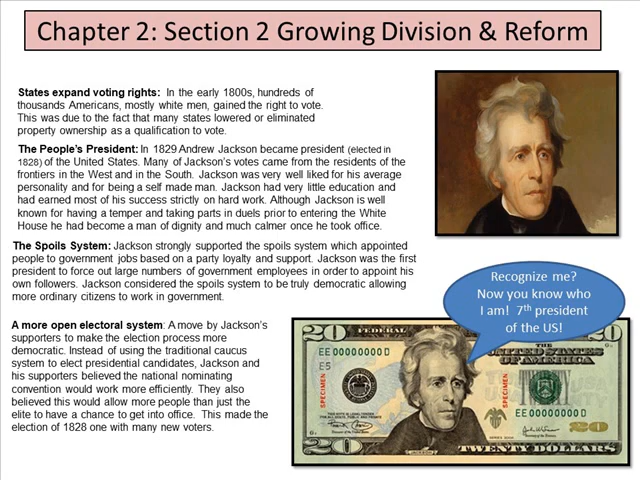 Chapter 2: Section 2 Growing Division & Reform
States expand voting rights: In the early 1800s, hundreds of
thousands Americans, mostly white men, gained the right to vote.
This was due to the fact that many states lowered or eliminated
property ownership as a qualification to vote.
The People's President: In 1829 Andrew Jackson became president (elected in
1828) of the United States. Many of Jackson's votes came from the residents of the
frontiers in the West and in the South. Jackson was very well liked for his average
personality and for being a self made man. Jackson had very little education and
had earned most of his success strictly on hard work. Although Jackson is well
known for having a temper and taking parts in duels prior to entering the White
House he had become a man of dignity and much calmer once he took office.
The Spoils System: Jackson strongly supported the spoils system which appointed
people to government jobs based on a party loyalty and support. Jackson was the first
president to force out large numbers of government employees in order to appoint his
own followers. Jackson considered the spoils system to be truly democratic allowing
more ordinary citizens to work in government.
A more open electoral system: A move by Jackson's
supporters to make the election process more
democratic. Instead of using the traditional caucus
system to elect presidential candidates, Jackson and
his supporters believed the national nominating
convention would work more efficiently. They also
believed this would allow more people than just the
elite to have a chance to get into office. This made the
election of 1828 one with many new voters.
Recognize me?
Now you know who
I am! 7th president
of the US!
20
FEDERAL
20
THE UNITED STATES
OF AMERICA
EE 00000000 D
E5
SPECIMEN
SPECIMEN
EE 00000000 D
20
20
TWENTY DOLLARS